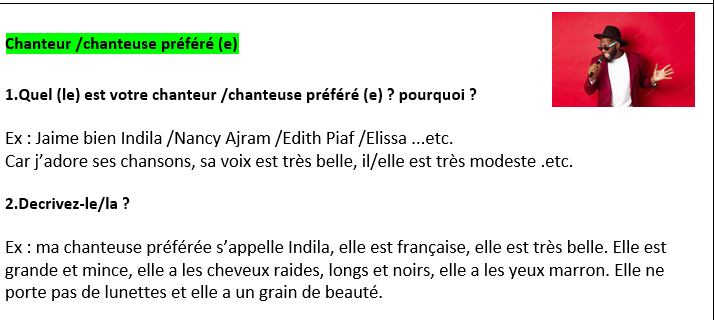 Chanteur /chanteuse préféré (e)
1.Quel (le) est votre chanteur /chanteuse préféré (e) ? pourquoi ?
Ex : Jaime bien Indila /Nancy Ajram /Edith Piaf /Elissa ...etc.
Car j’adore ses chansons, sa voix est très belle, il/elle est très modeste .etc.
2.Decrivez-le/la ?
Ex : ma chanteuse préférée s’appelle Indila, elle est française, elle est très belle. Elle est
grande et mince, elle a les cheveux raides, longs et noirs, elle a les yeux marron. Elle ne
porte pas de lunettes et elle a un grain de beauté.